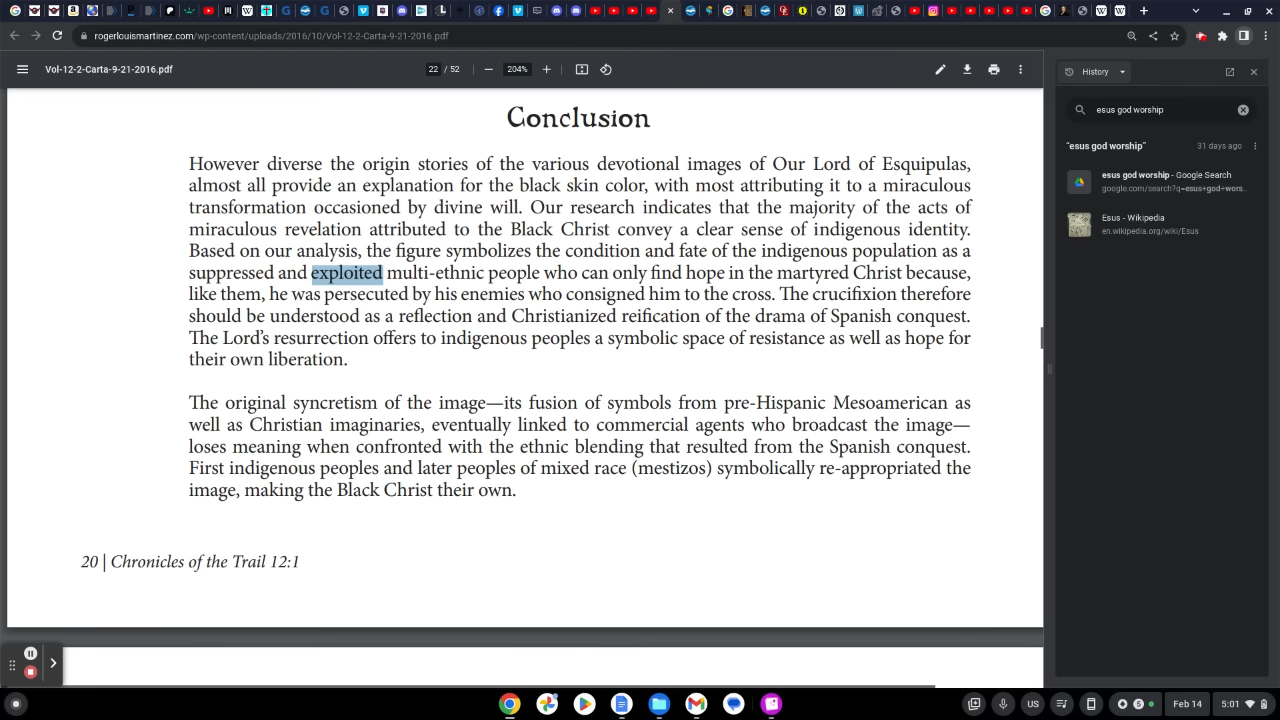 rogerlouismartinez.com/wp-content/uploads/2016/10/Vol-12-2-Carta-9-21-2016.pdf
Vol-12-2-Carta-9-21-2016.pdf
22 / 52
204%
Conclusion
However diverse the origin stories of the various devotional images of Our Lord of Esquipulas,
almost all provide an explanation for the black skin color, with most attributing it to a miraculous
transformation occasioned by divine will. Our research indicates that the majority of the acts of
miraculous revelation attributed to the Black Christ convey a clear sense of indigenous identity.
Based on our analysis, the figure symbolizes the condition and fate of the indigenous population as a
suppressed and exploited multi-ethnic people who can only find hope in the martyred Christ because,
like them, he was persecuted by his enemies who consigned him to the cross. The crucifixion therefore
should be understood as a reflection and Christianized reification of the drama of Spanish conquest.
The Lord's resurrection offers to indigenous peoples a symbolic space of resistance as well as hope for
their own liberation.
The original syncretism of the image—its fusion of symbols from pre-Hispanic Mesoamerican as
well as Christian imaginaries, eventually linked to commercial agents who broadcast the image—
loses meaning when confronted with the ethnic blending that resulted from the Spanish conquest.
First indigenous peoples and later peoples of mixed race (mestizos) symbolically re-appropriated the
image, making the Black Christ their own.
20 | Chronicles of the Trail 12:1
History
esus god worship
"esus god worship"
31 days ago
esus god worship - Google Search
google.com/search?q=esus+god+wors...
Esus - Wikipedia
en.wikipedia.org/wiki/Esus
US
5
Feb 14
5:01